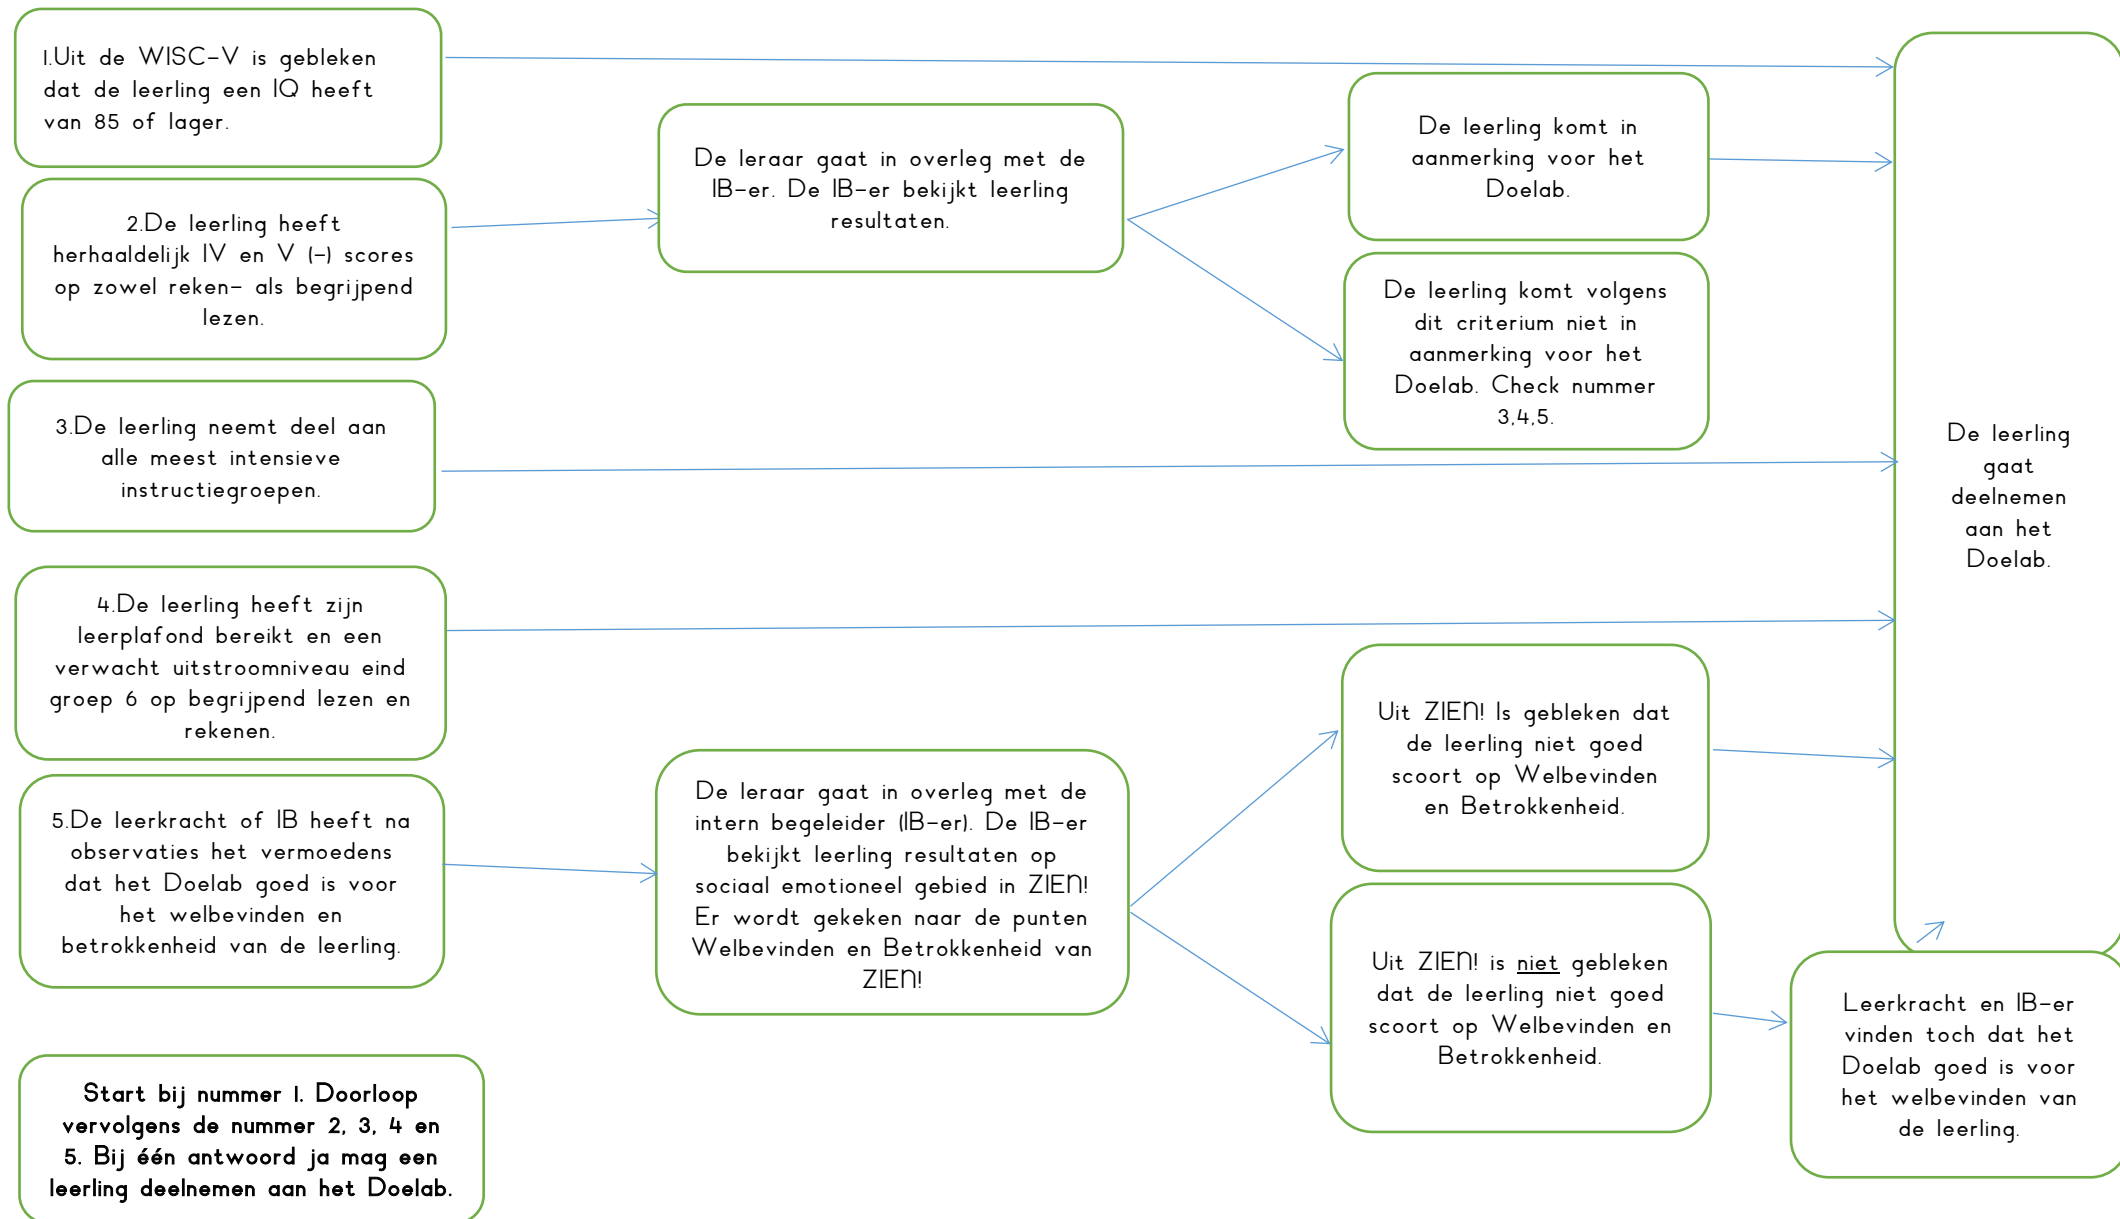 1.Uit de WISC-V is gebleken
dat de leerling een IQ heeft
van 85 of lager.
2.De leerling heeft
herhaaldelijk IV en V (-) scores
op zowel reken- als begrijpend
lezen.
3.De leerling neemt deel aan
alle meest intensieve
instructiegroepen.
4.De leerling heeft zijn
leerplafond bereikt en een
verwacht uitstroomniveau eind
groep 6 op begrijpend lezen en
rekenen.
5.De leerkracht of IB heeft na
observaties het vermoedens
dat het Doelab goed is voor
het welbevinden en
betrokkenheid van de leerling.
Start bij nummer 1. Doorloop
vervolgens de nummer 2, 3, 4 en
5. Bij één antwoord ja mag een
leerling deelnemen aan het Doelab.
De leraar gaat in overleg met de
IB-er. De IB-er bekijkt leerling
resultaten.
De leraar gaat in overleg met de
intern begeleider (IB-er). De IB-er
bekijkt leerling resultaten op
sociaal emotioneel gebied in ZIEN!
Er wordt gekeken naar de punten
Welbevinden en Betrokkenheid van
ZIEN!
De leerling komt in
aanmerking voor het
Doelab.
De leerling komt volgens
dit criterium niet in
aanmerking voor het
Doelab. Check nummer
3,4,5.
Uit ZIEN! Is gebleken dat
de leerling niet goed
scoort op Welbevinden
en Betrokkenheid.
Uit ZIEN! is niet gebleken
dat de leerling niet goed
scoort op Welbevinden en
Betrokkenheid.
De leerling
gaat
deelnemen
aan het
Doelab.
Leerkracht en IB-er
vinden toch dat het
Doelab goed is voor
het welbevinden van
de leerling.